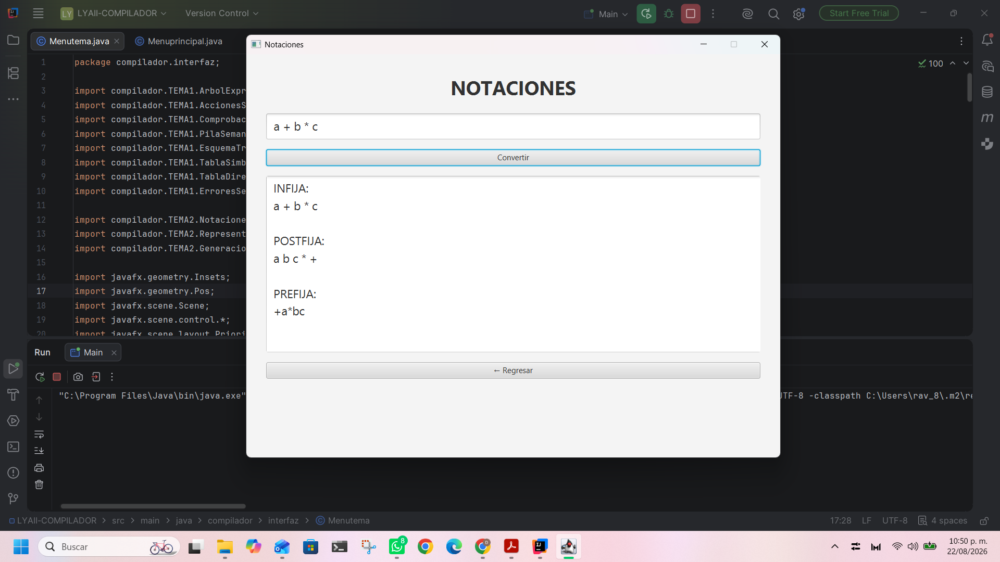 LY LYAII-COMPILADOR
Version Control
Main
Start Free Trial
Menutema.java
Menuprincipal.java
100
1 package compilador.interfaz;
2
3 import compilador.TEMA1.ArbolExpr
4 import compilador.TEMA1.AccionesS
5 import compilador.TEMA1.Comprobac
6 import compilador.TEMA1.PilaSeman
7 import compilador.TEMA1.EsquemaTr
8 import compilador.TEMA1.TablaSimb
9 import compilador.TEMA1.TablaDire
10 import compilador.TEMA1.ErroresSe
11
12 import compilador.TEMA2.Notacione
13 import compilador.TEMA2.Represent
14 import compilador.TEMA2.Generacio
15
16 import javafx.geometry.Insets;
17 import javafx.geometry.Pos;
18 import javafx.scene.Scene;
19 import javafx.scene.control.*;
20 import javafx.scene.layout.Priori
Notaciones
NOTACIONES
a + b * c
Convertir
INFIJA:
a + b * c
POSTFIJA:
a b c * +
PREFIJA:
+a*bc
← Regresar
Run
Main
"C:\Program Files\Java\bin\java.exe"
UTF-8 -classpath C:\Users\rav_8\.m2\re
LYAII-COMPILADOR > src > main > java > compilador > interfaz > Menutema
17:28 LF UTF-8 4 spaces
Buscar
8
10:50 p. m.
22/08/2026